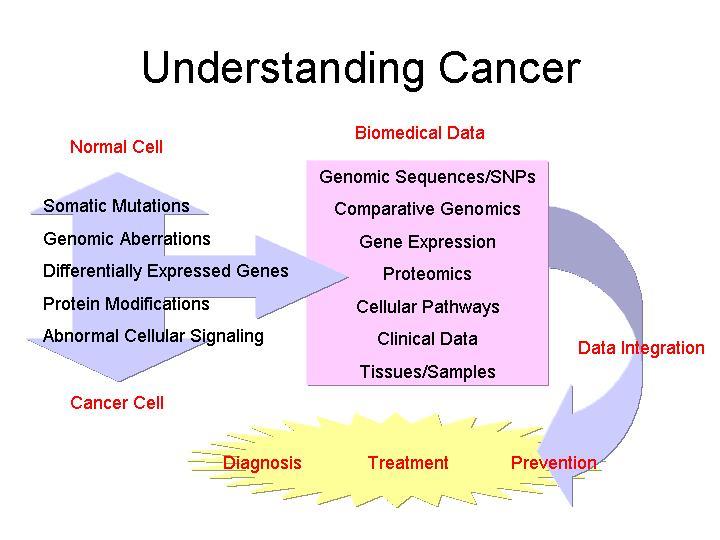 Understanding Cancer
Normal Cell
Somatic Mutations
Genomic Aberrations
Differentially Expressed Genes
Protein Modifications
Abnormal Cellular Signaling
Cancer Cell
Biomedical Data
Genomic Sequences/SNPs
Comparative Genomics
Gene Expression
Proteomics
Cellular Pathways
Clinical Data
Tissues/Samples
Data Integration
Diagnosis
Treatment
Prevention